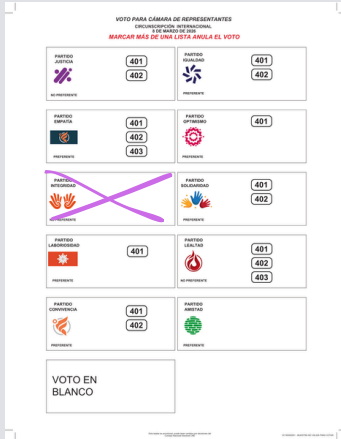 VOTO PARA CÁMARA DE REPRESENTANTES
CIRCUNSCRIPCIÓN INTERNACIONAL
8 DE MARZO DE 2026
MARCAR MÁS DE UNA LISTA ANULA EL VOTO
PARTIDO
JUSTICIA
401
402
NO PREFERENTE
PARTIDO
IGUALDAD
401
402
PREFERENTE
PARTIDO
EMPATÍA
401
402
403
PREFERENTE
PARTIDO
OPTIMISMO
401
PREFERENTE
PARTIDO
INTEGRIDAD
NO PREFERENTE
PARTIDO
SOLIDARIDAD
401
402
PREFERENTE
PARTIDO
LABORIOSIDAD
401
PREFERENTE
PARTIDO
LEALTAD
401
402
403
NO PREFERENTE
PARTIDO
CONVIVENCIA
401
402
PREFERENTE
PARTIDO
AMISTAD
PREFERENTE
VOTO EN
BLANCO